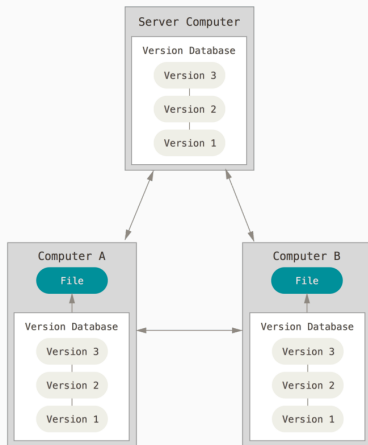 Server Computer
Version Database
Version 3
Version 2
Version 1
Computer A
File
Version Database
Version 3
Version 2
Version 1
Computer B
File
Version Database
Version 3
Version 2
Version 1